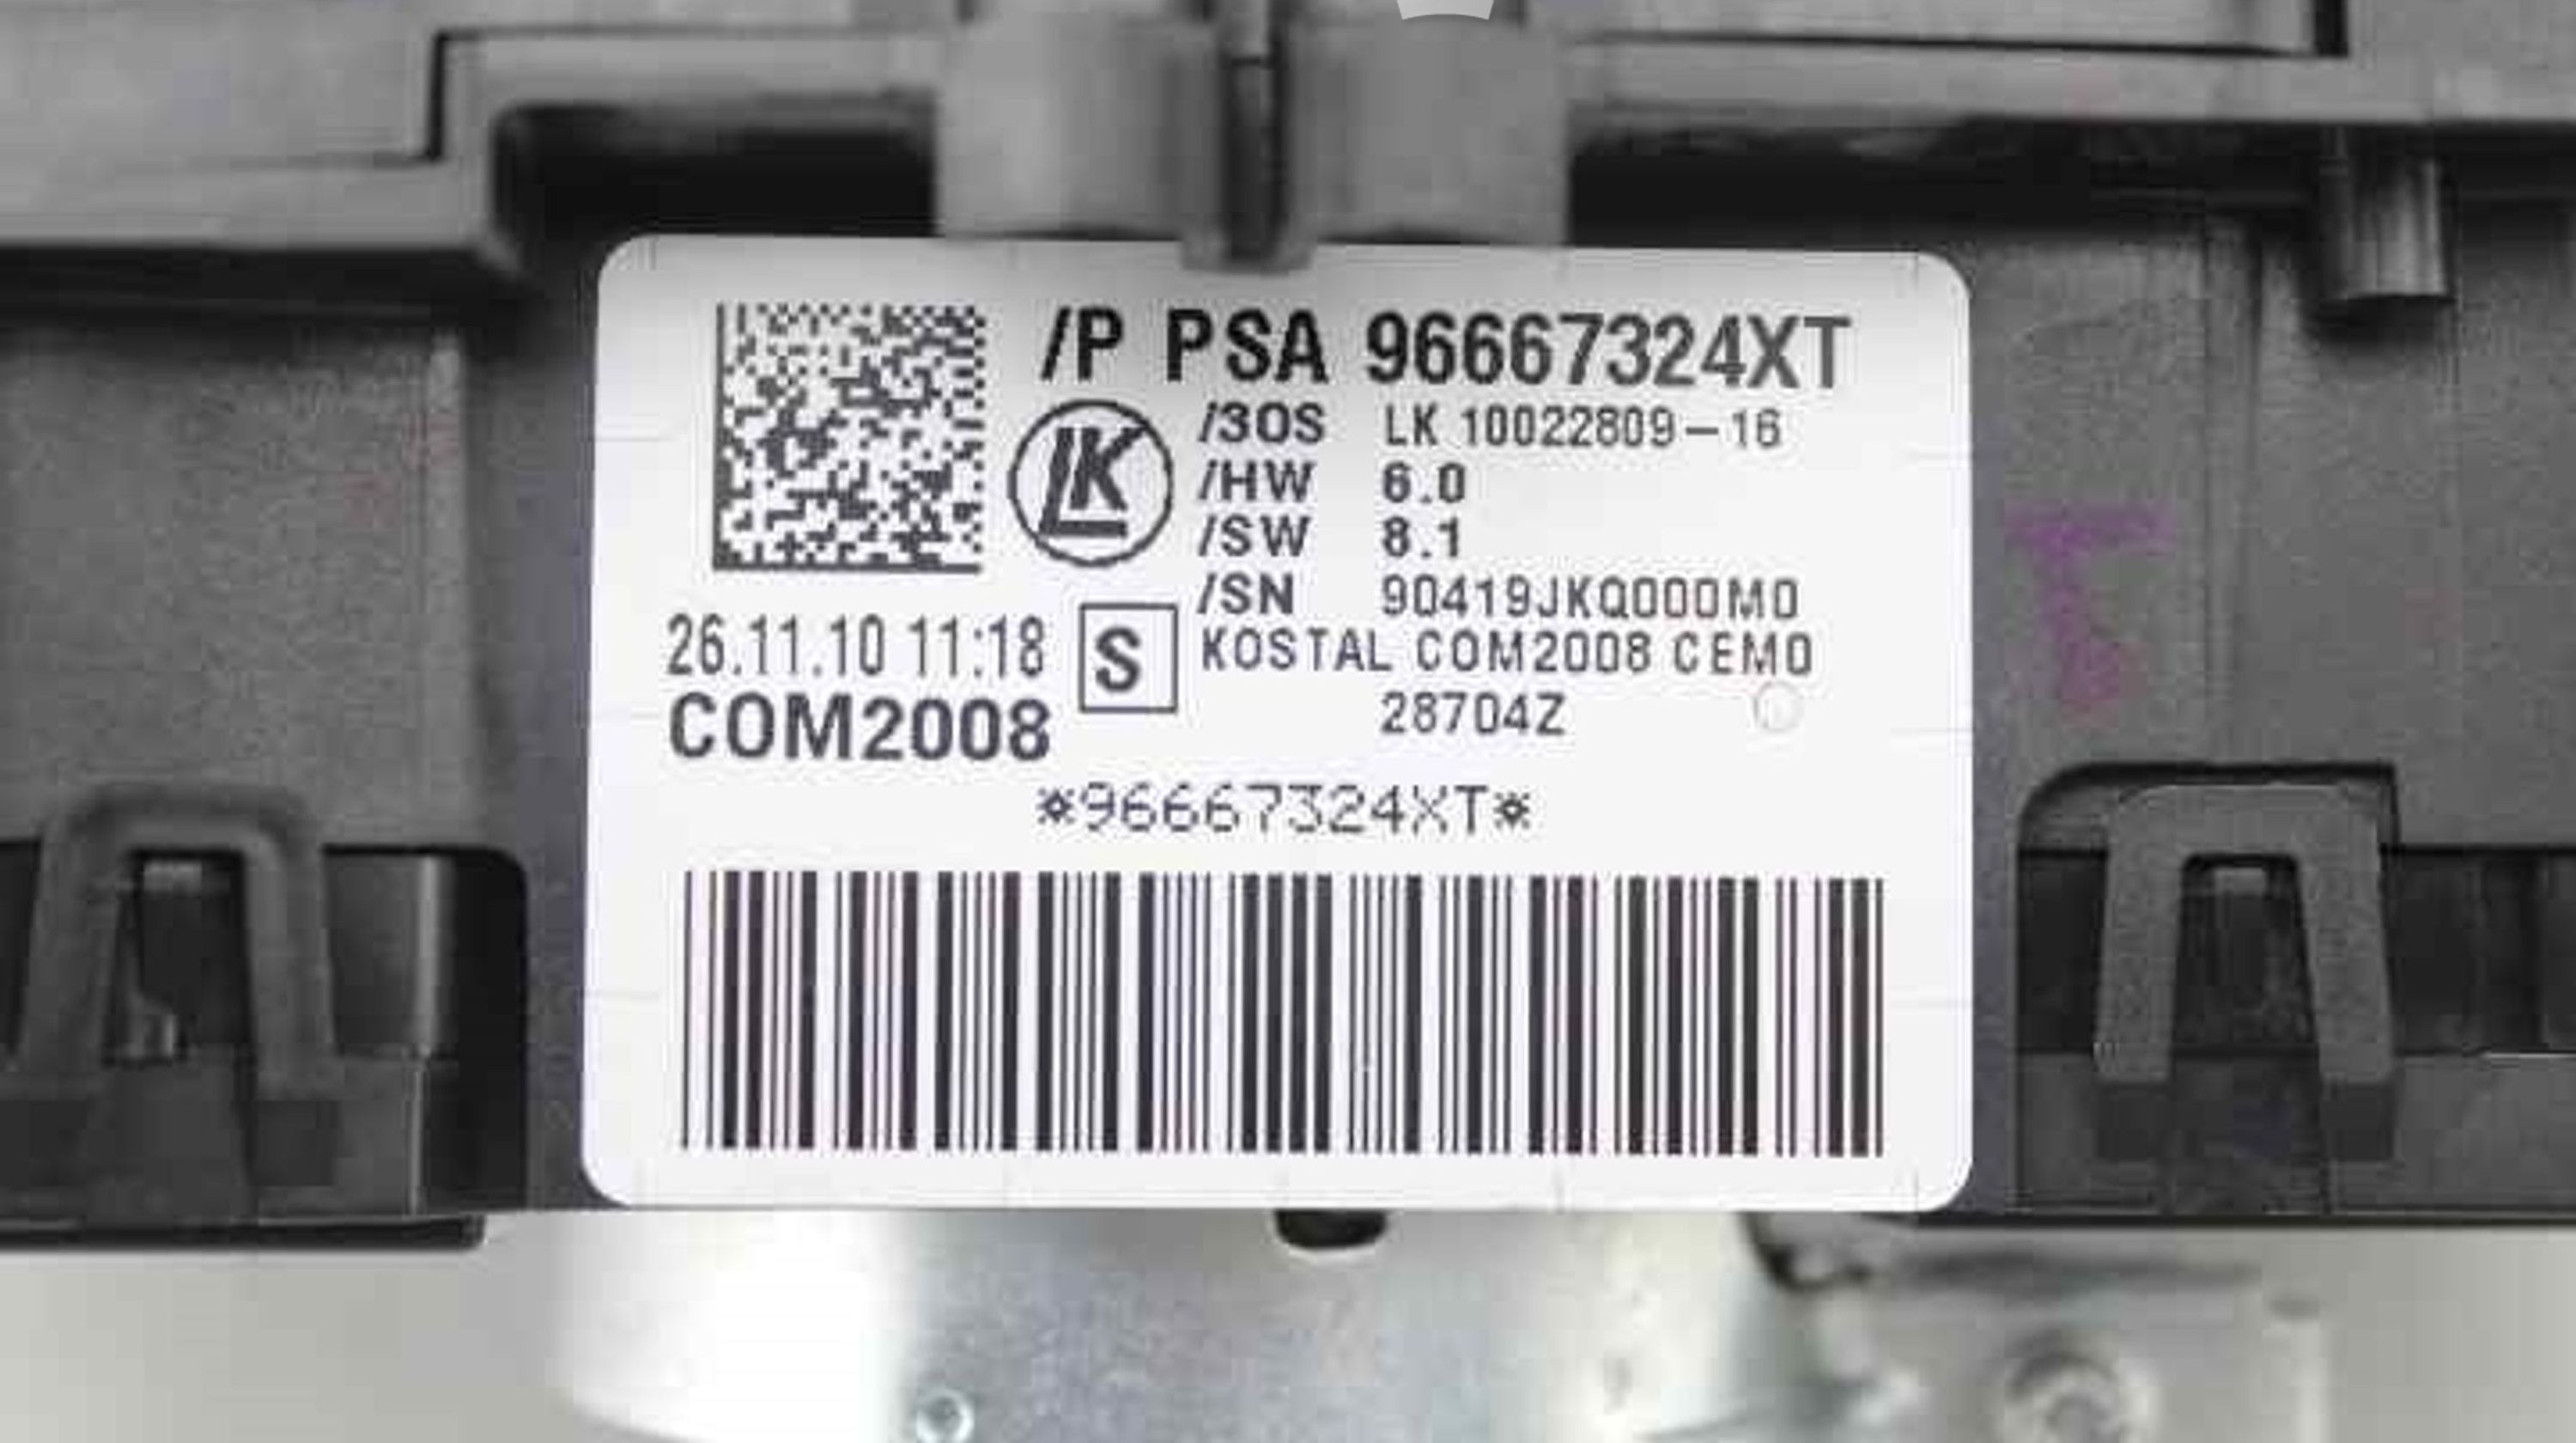 /P PSA 96667324XT
LK
/3OS LK 10022809-16
/HW 6.0
/SW 8.1
/SN 90419JKQ000M0
26.11.10 11:18
S
KOSTAL COM2008 CEM0
COM2008
28704Z
*96667324XT*